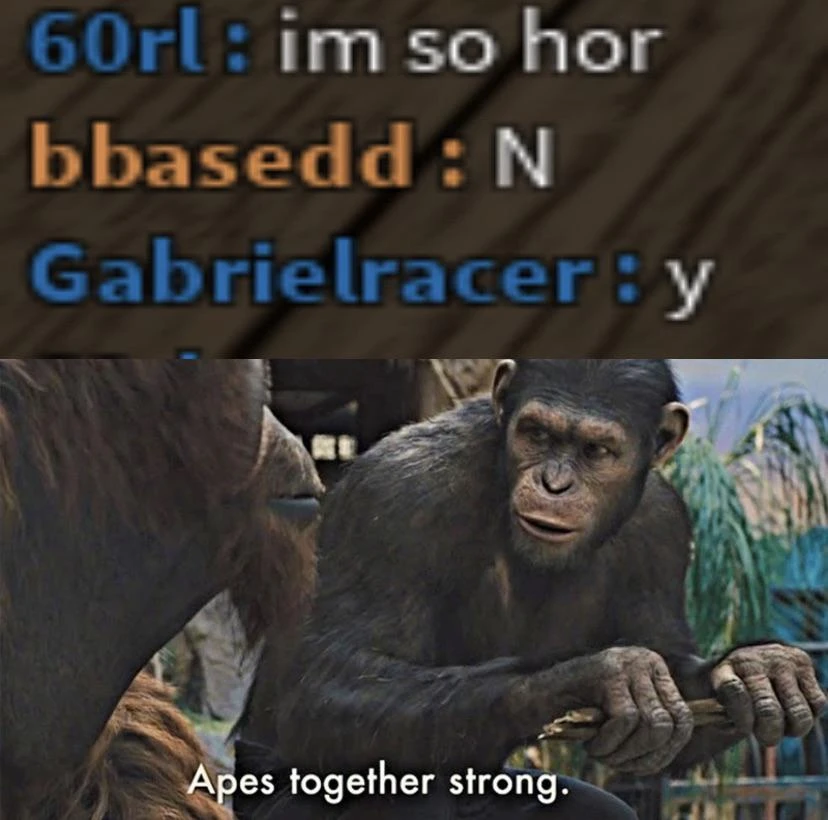 60rl : im so hor
bbasedd : N
Gabrielracer : y
Apes together strong.